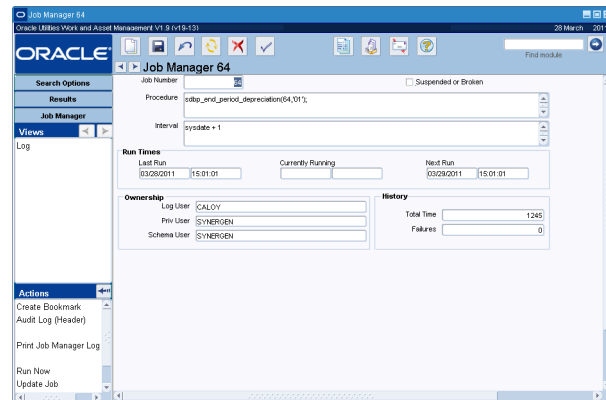 Job Manager 64
Oracle Utilities Work and Asset Management V1.9 (v19-13)
28 March 201
ORACLE
Find module
Job Manager 64
Search Options
Results
Job Manager
Views
Log
Job Number
64
Suspended or Broken
Procedure
sdbp_end_period_depreciation(64,'01');
Interval
sysdate + 1
Run Times
Last Run
Currently Running
Next Run
03/28/2011
15:01:01
03/29/2011
15:01:01
Ownership
Log User
CALOY
Priv User
SYNERGEN
Schema User
SYNERGEN
History
Total Time
1245
Failures
0
Actions
Create Bookmark
Audit Log (Header)
Print Job Manager Log
Run Now
Update Job